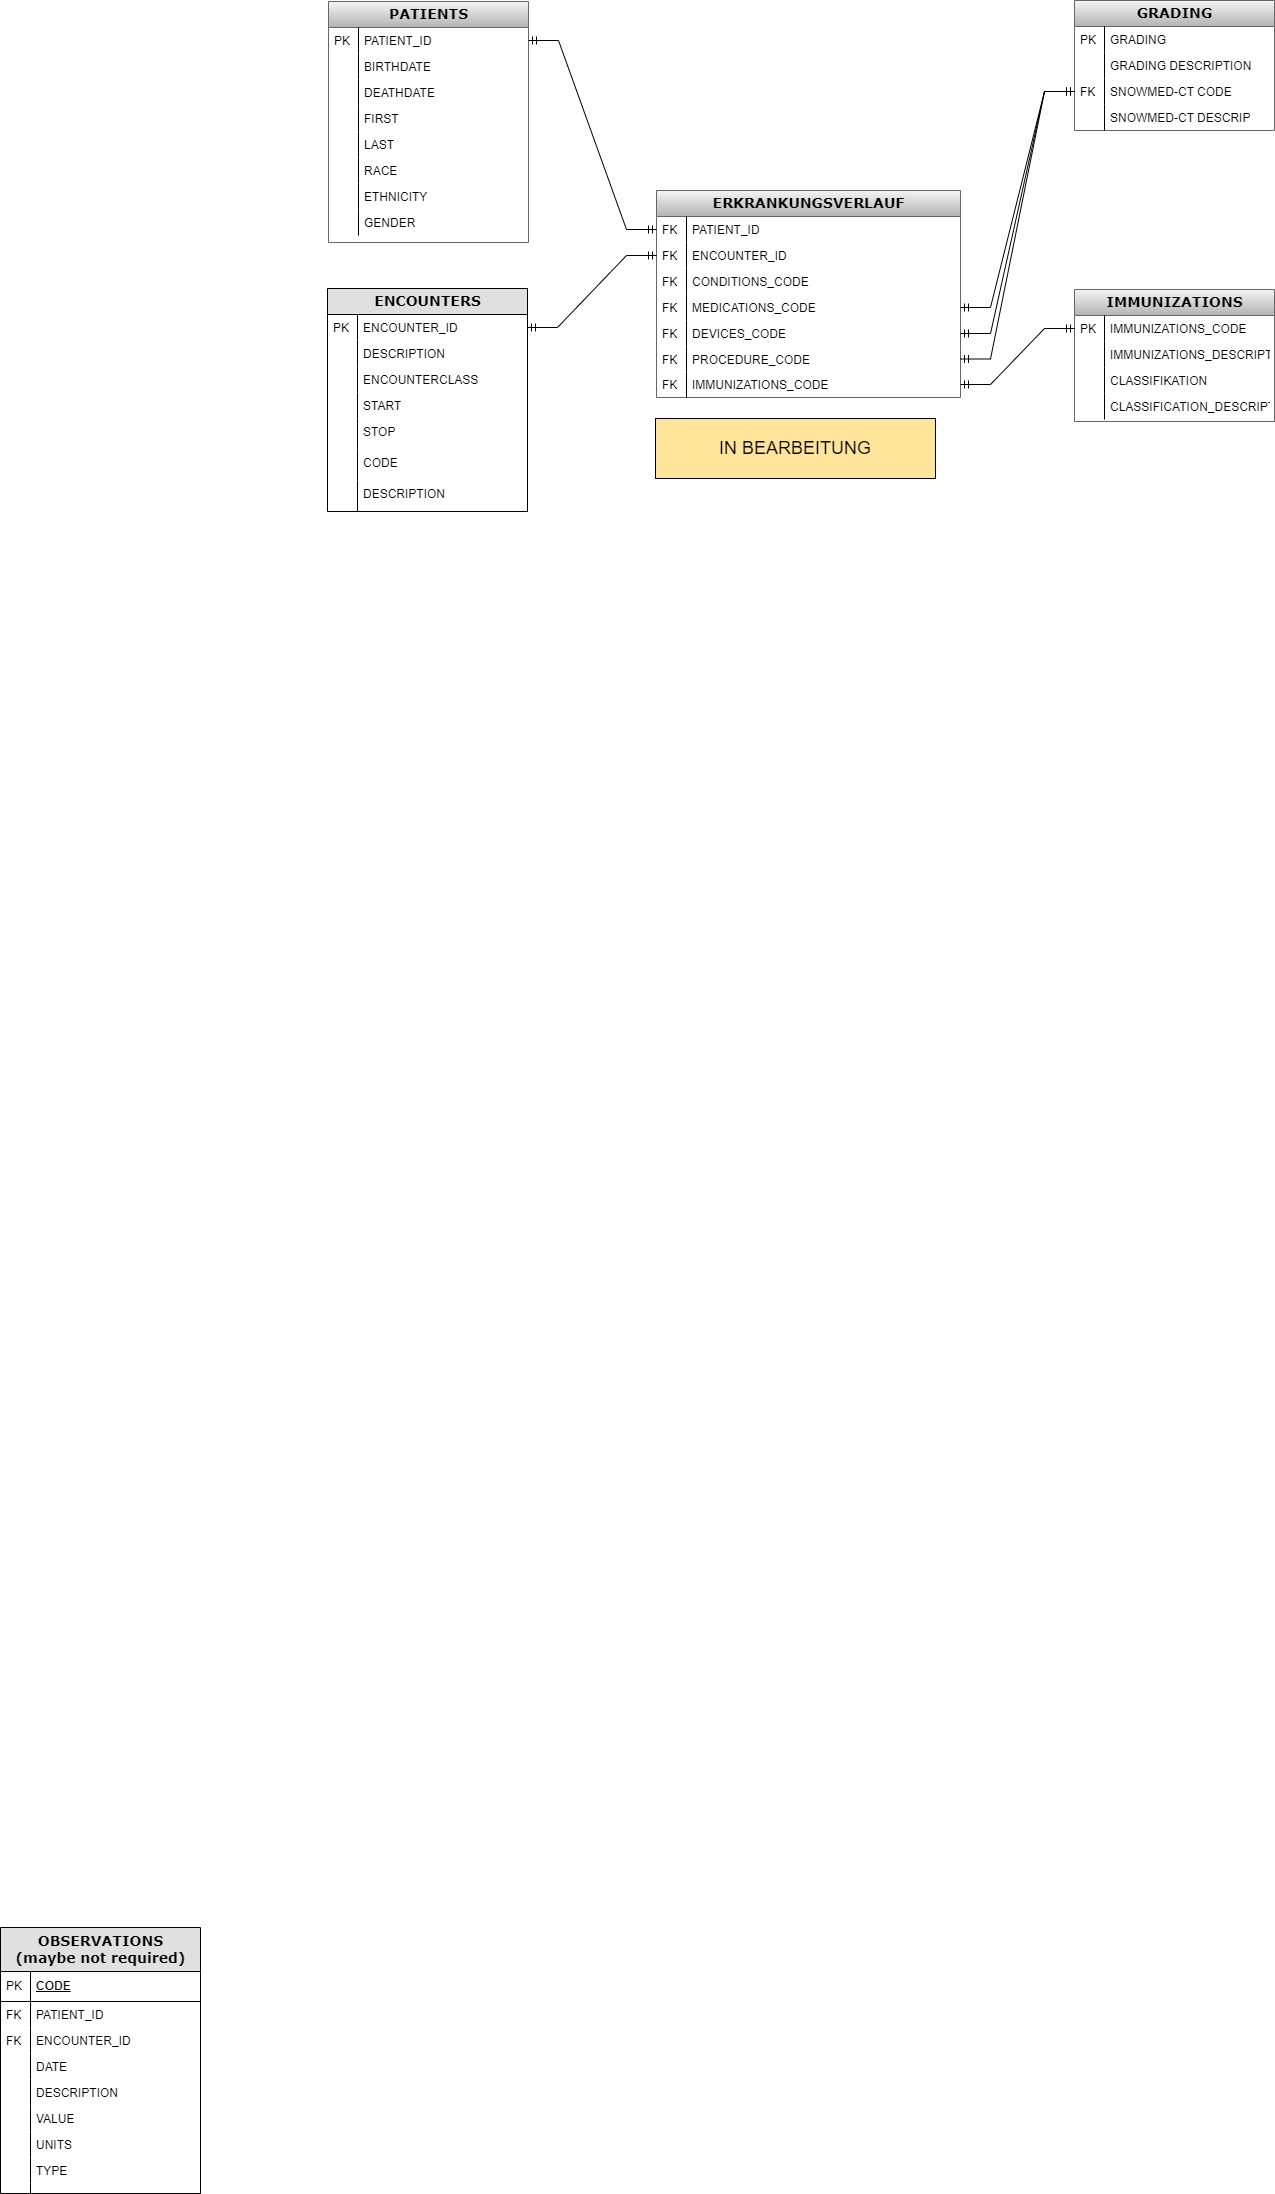 PATIENTS
PK PATIENT_ID
BIRTHDATE
DEATHDATE
FIRST
LAST
RACE
ETHNICITY
GENDER
ENCOUNTERS
PK ENCOUNTER_ID
DESCRIPTION
ENCOUNTERCLASS
START
STOP
CODE
DESCRIPTION
ERKRANKUNGSVERLAUF
FK PATIENT_ID
FK ENCOUNTER_ID
FK CONDITIONS_CODE
FK MEDICATIONS_CODE
FK DEVICES_CODE
FK PROCEDURE_CODE
FK IMMUNIZATIONS_CODE
IN BEARBEITUNG
GRADING
PK GRADING
GRADING DESCRIPTION
FK SNOWMED-CT CODE
SNOWMED-CT DESCRIP
IMMUNIZATIONS
PK IMMUNIZATIONS_CODE
IMMUNIZATIONS_DESCRIPT
CLASSIFIKATION
CLASSIFICATION_DESCRIP
OBSERVATIONS
(maybe not required)
PK CODE
FK PATIENT_ID
FK ENCOUNTER_ID
DATE
DESCRIPTION
VALUE
UNITS
TYPE